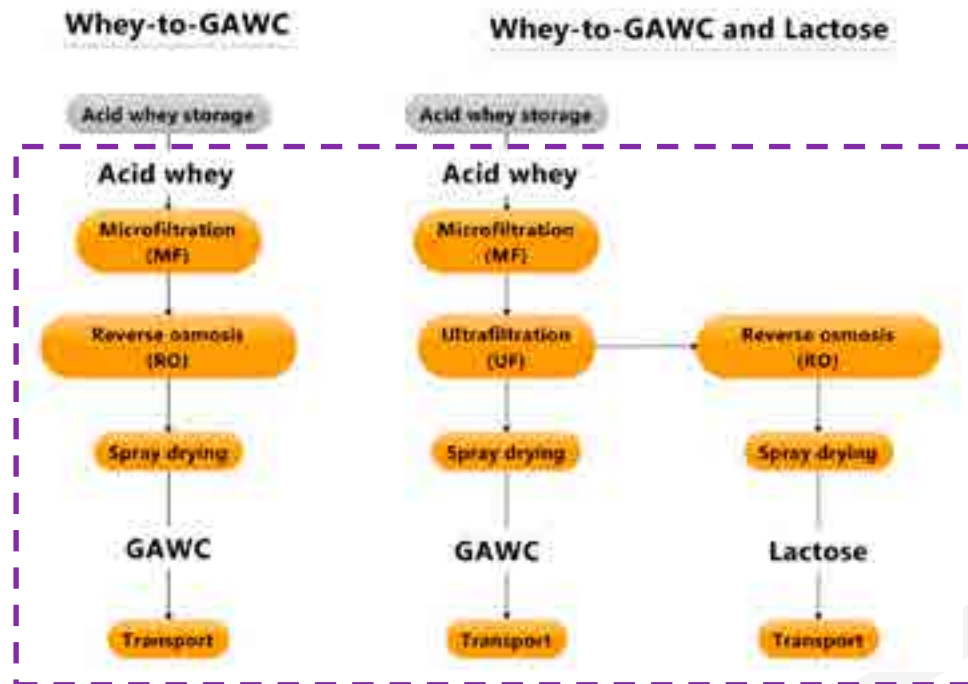 Whey-to-GAWC
Whey-to-GAWC and Lactose
Acid whey storage
Acid whey
Microfiltration
(MF)
Reverse osmosis
(RO)
Spray drying
GAWC
Transport
Acid whey storage
Acid whey
Microfiltration
(MF)
Ultrafiltration
(UF)
Spray drying
GAWC
Transport
Reverse osmosis
(RO)
Spray drying
Lactose
Transport